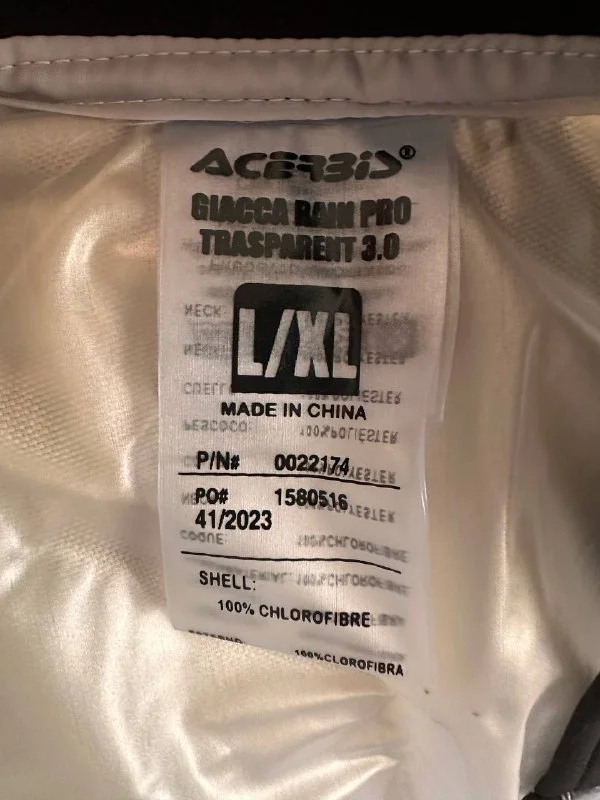 ACERBIS®
GIACCA RAIN PRO
TRASPARENT 3.0
L/XL
MADE IN CHINA
P/N# 0022174
PO# 1580516
41/2023
SHELL:
100% CHLOROFIBRE
100%CLOROFIBRA